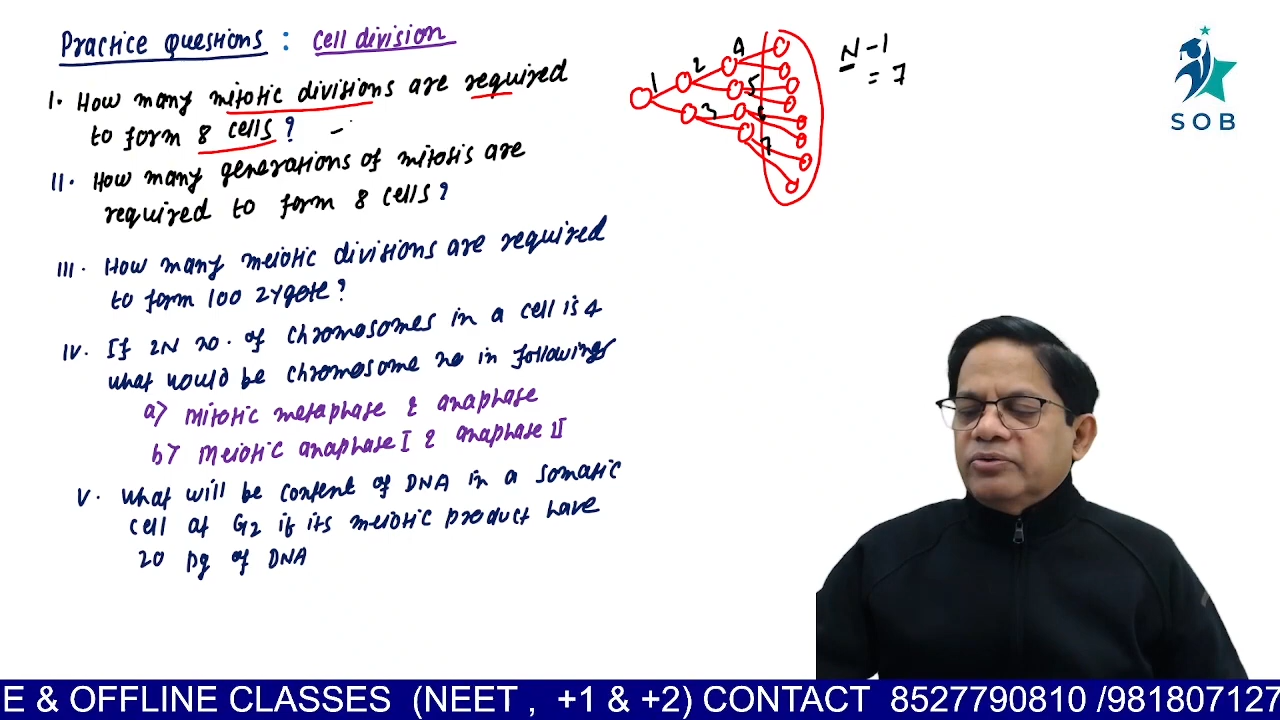 Practice Questions : Cell division
I. How many mitotic divisions are required
to form 8 cells ? -
II. How many generations of mitosis are
required to form 8 cells ?
III. How many meiotic divisions are required
to form 100 zygote ?
IV. If 2N no. of chromosomes in a cell is 4
what would be chromosome no in followings
a) Mitotic metaphase & anaphase
b) Meiotic anaphase I & anaphase II
V. What will be content of DNA in a somatic
cell at G2 if its meiotic product have
20 pg of DNA
1 2 3 4 5 6 7
N-1
= 7
SOB
E & OFFLINE CLASSES (NEET , +1 & +2) CONTACT 8527790810 /981807127